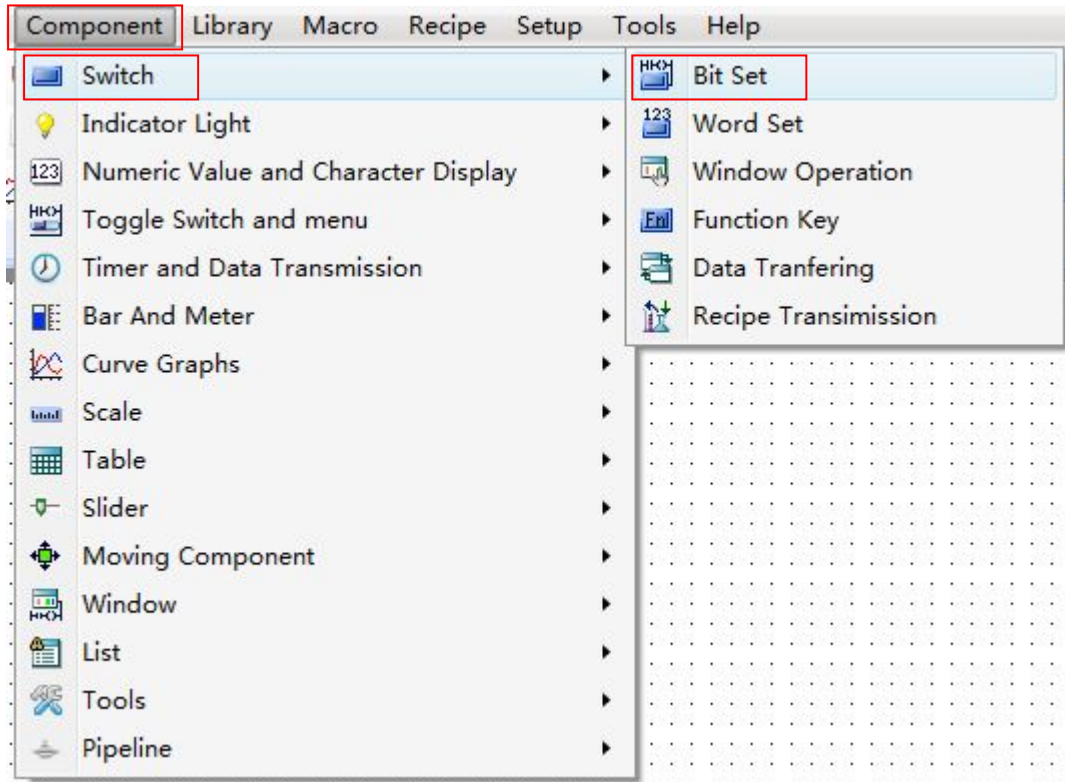 Component Library Macro Recipe Setup Tools Help
Switch
Indicator Light
123 Numeric Value and Character Display
Toggle Switch and menu
Timer and Data Transmission
Bar And Meter
Curve Graphs
Scale
Table
Slider
Moving Component
Window
List
Tools
Pipeline
Bit Set
123 Word Set
Window Operation
Function Key
Data Tranfering
Recipe Transimission